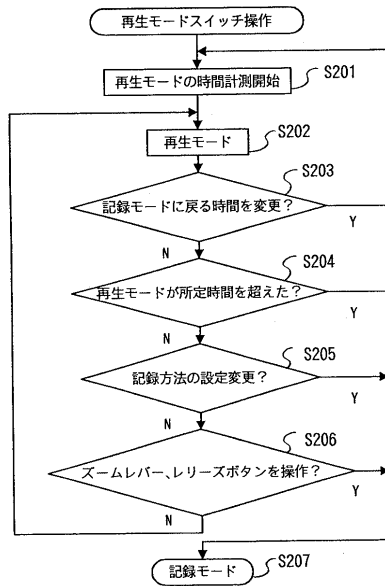 再生モードスイッチ操作
再生モードの時間計測開始
S201
再生モード
S202
S203
記録モードに戻る時間を変更?
Y
N
S204
再生モードが所定時間を超えた?
Y
N
S205
記録方法の設定変更?
Y
N
S206
ズームレバー、レリーズボタンを操作?
Y
N
記録モード
S207